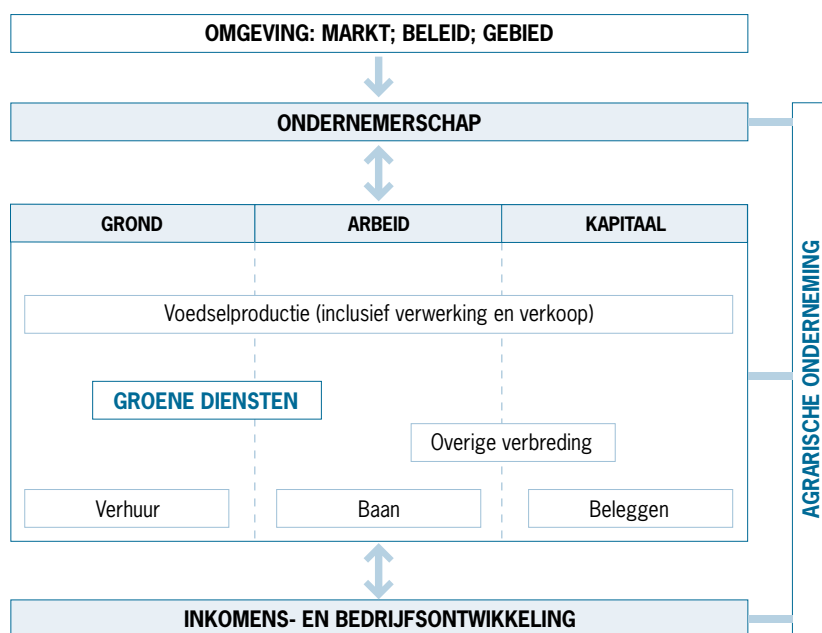 OMGEVING: MARKT; BELEID; GEBIED
ONDERNEMERSCHAP
GROND
ARBEID
KAPITAAL
Voedselproductie (inclusief verwerking en verkoop)
GROENE DIENSTEN
Overige verbreding
Verhuur
Baan
Beleggen
INKOMENS- EN BEDRIJFSONTWIKKELING
AGRARISCHE ONDERNEMING